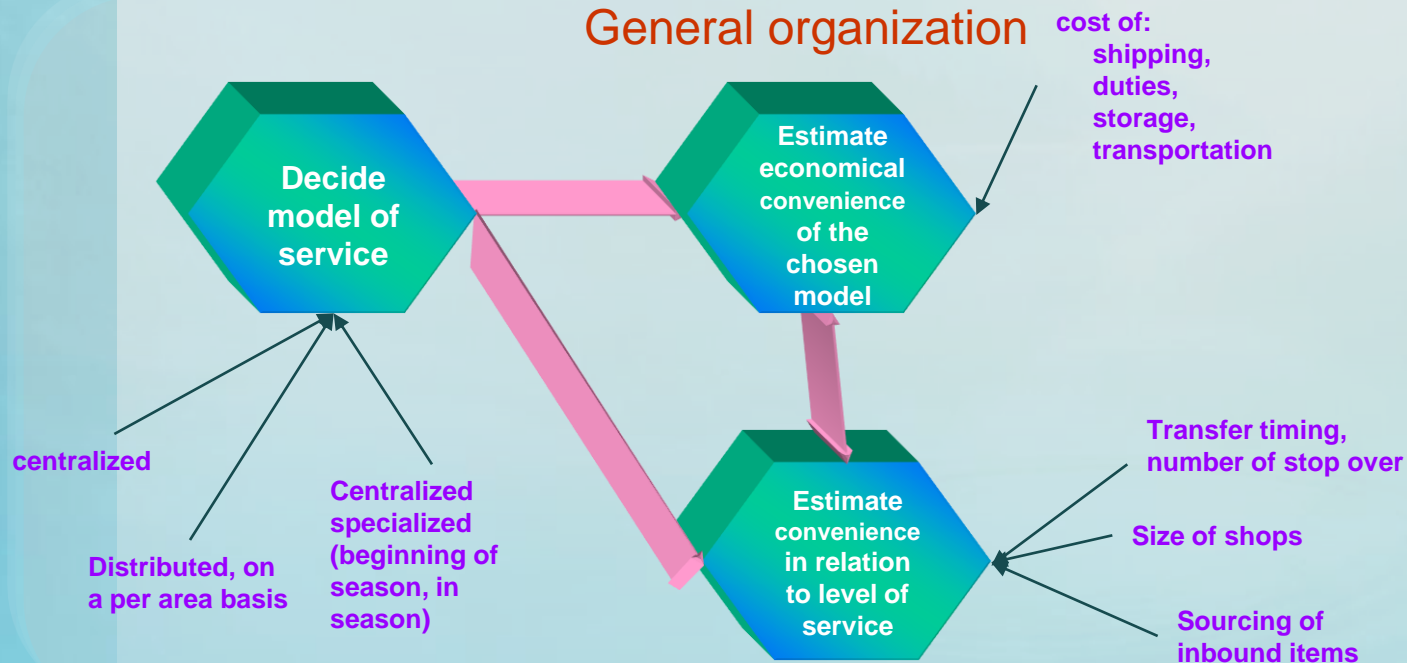 General organization
cost of:
shipping,
duties,
storage,
transportation
Decide
model of
service
Estimate
economical
convenience
of the
chosen
model
centralized
Distributed, on
a per area basis
Centralized
specialized
(beginning of
season, in
season)
Estimate
convenience
in relation
to level of
service
Transfer timing,
number of stop over
Size of shops
Sourcing of
inbound items